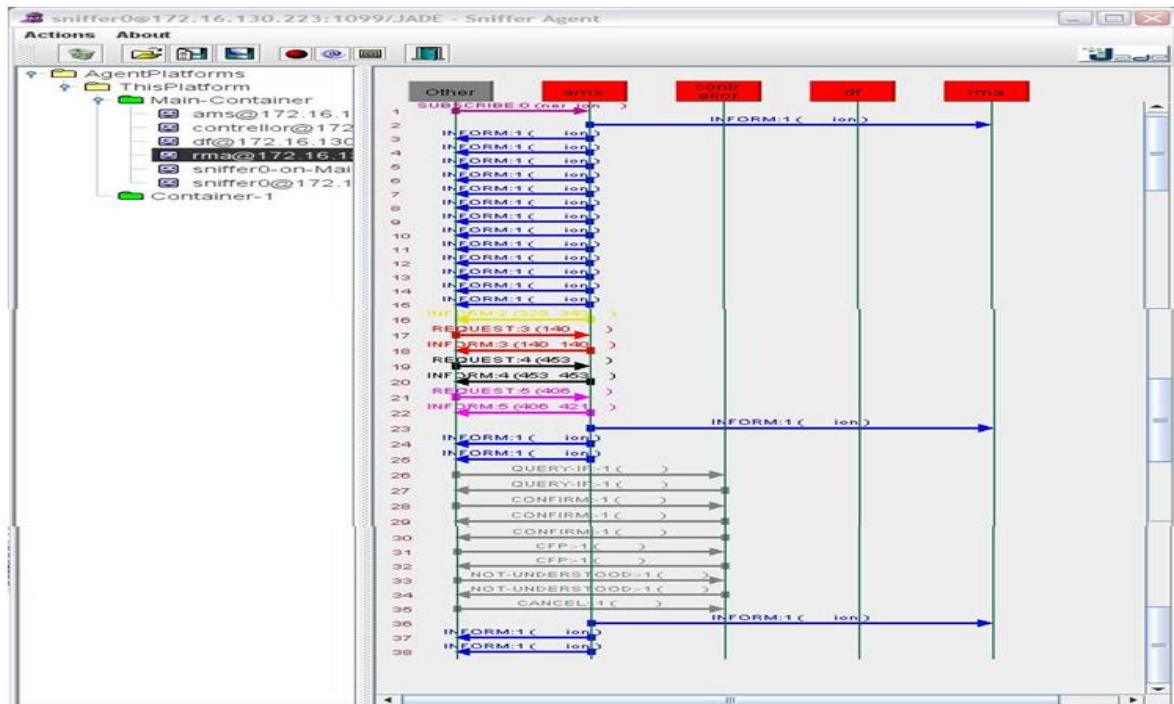 sniffer0@172.16.130.223:1099/JADE - Sniffer Agent
Actions About
Jade
AgentPlatforms
ThisPlatform
Main-Container
ams@172.16.1
contrellor@172
df@172.16.130
rma@172.16.1
sniffer0-on-Mai
sniffer0@172.1
Container-1
Other ams contr ellor df rma
1 SUBSCRIBE:0 ( )
2 INFORM:1 ( ion )
3 INFORM:1 ( ion )
4 INFORM:1 ( ion )
5 INFORM:1 ( ion )
6 INFORM:1 ( ion )
7 INFORM:1 ( ion )
8 INFORM:1 ( ion )
9 INFORM:1 ( ion )
10 INFORM:1 ( ion )
11 INFORM:1 ( ion )
12 INFORM:1 ( ion )
13 INFORM:1 ( ion )
14 INFORM:1 ( ion )
15 INFORM:1 ( ion )
16 INFORM:2 ( )
17 REQUEST:3 (140 )
18 INFORM:3 (140 140 )
19 REQUEST:4 (453 )
20 INFORM:4 (453 453 )
21 REQUEST:5 (406 )
22 INFORM:5 (406 421 )
23 INFORM:1 ( ion )
24 INFORM:1 ( ion )
25 INFORM:1 ( ion )
26 QUERY-IF:-1 ( )
27 QUERY-IF:-1 ( )
28 CONFIRM:-1 ( )
29 CONFIRM:-1 ( )
30 CONFIRM:-1 ( )
31 CFP:-1 ( )
32 CFP:-1 ( )
33 NOT-UNDERSTOOD:-1 ( )
34 NOT-UNDERSTOOD:-1 ( )
35 CANCEL:-1 ( )
36 INFORM:1 ( ion )
37 INFORM:1 ( ion )
38 INFORM:1 ( ion )